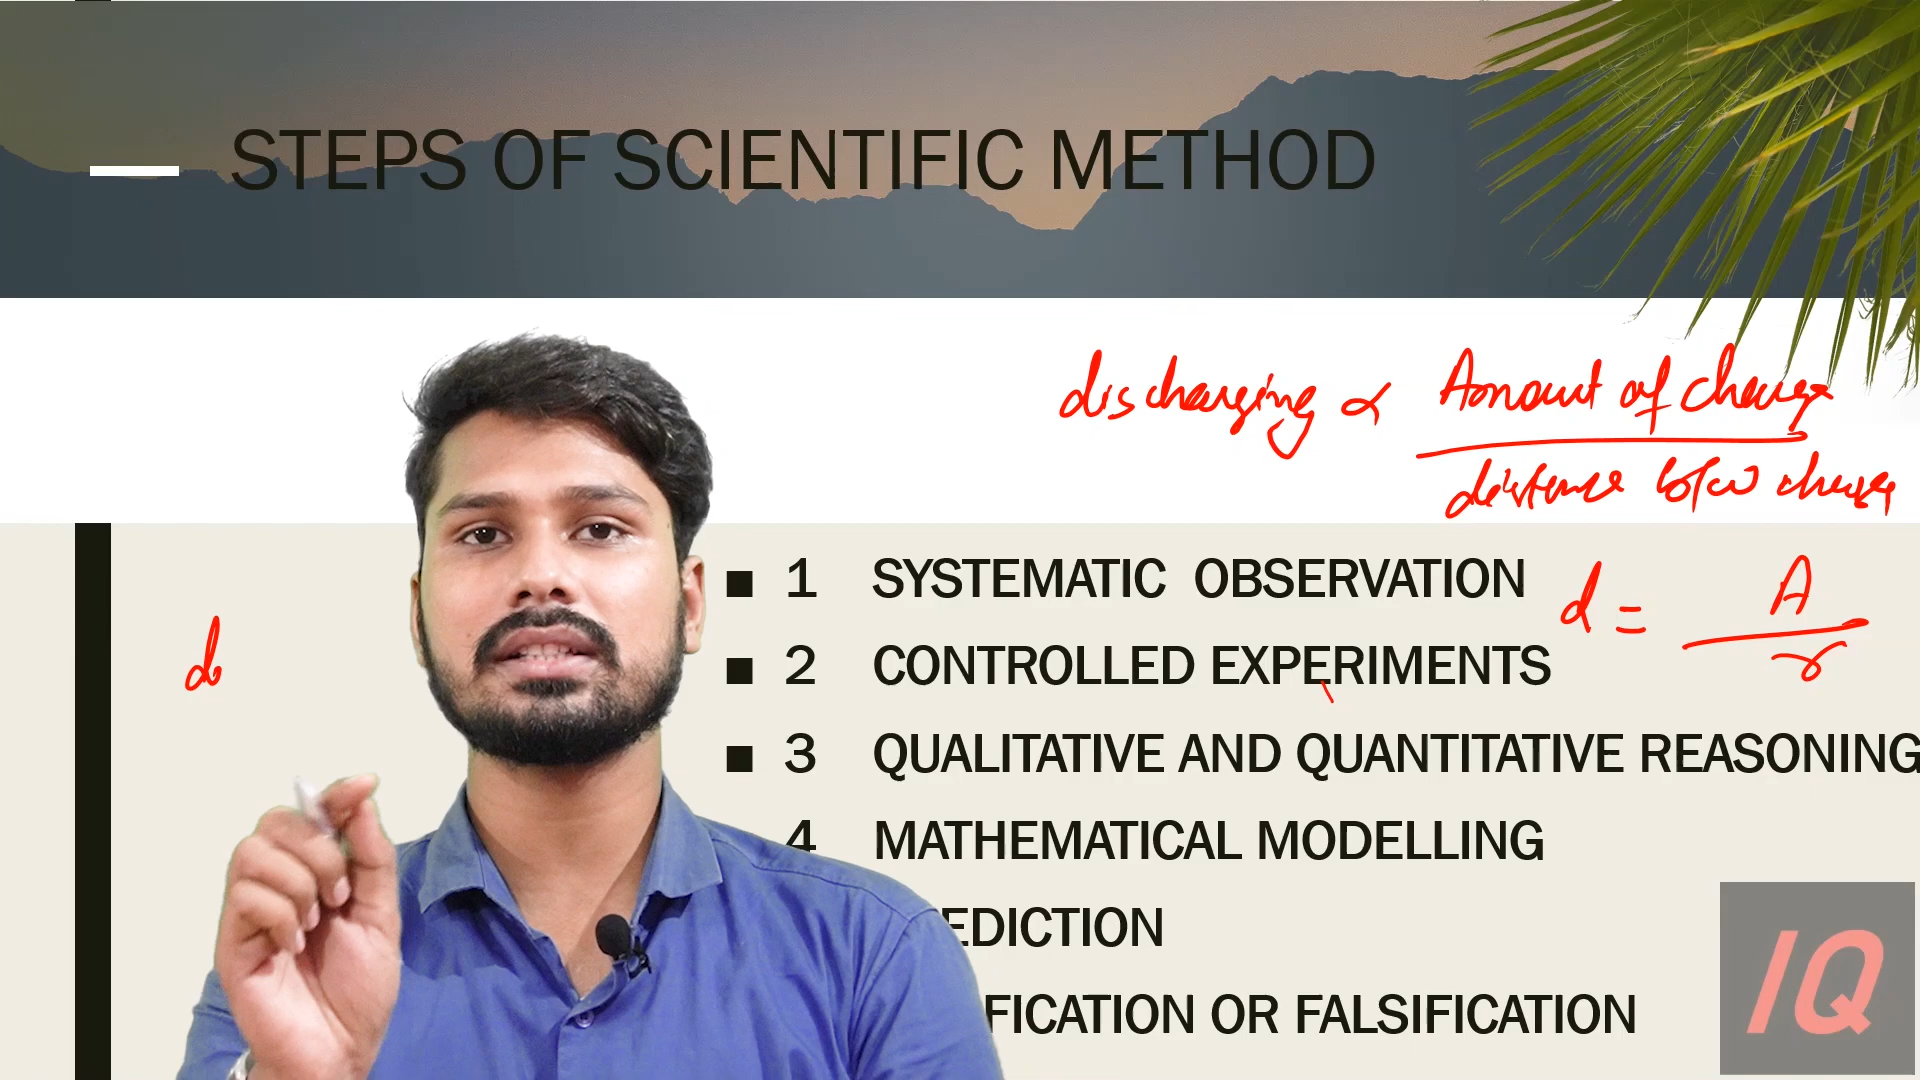 STEPS OF SCIENTIFIC METHOD
discharging ∝ Amount of charge
distance b/w charges
■ 1 SYSTEMATIC OBSERVATION
d = A
r
■ 2 CONTROLLED EXPERIMENTS
d
■ 3 QUALITATIVE AND QUANTITATIVE REASONING
4 MATHEMATICAL MODELLING
EDICTION
FICATION OR FALSIFICATION
IQ